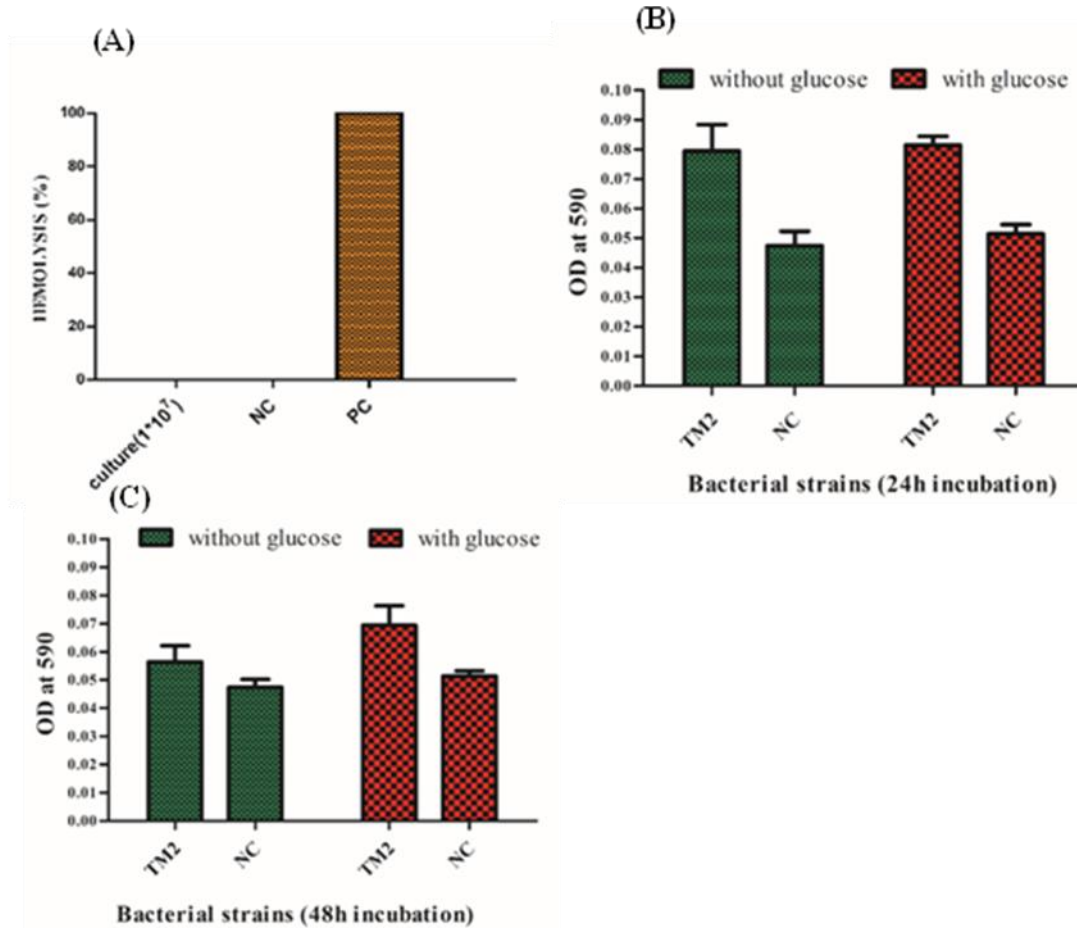 (A)
HEMOLYSIS (%)
100
80
60
40
20
0
culture(1*10⁷)
NC
PC
(B)
without glucose
with glucose
OD at 590
0.10
0.09
0.08
0.07
0.06
0.05
0.04
0.03
0.02
0.01
0.00
TM2
NC
TM2
NC
Bacterial strains (24h incubation)
(C)
without glucose
with glucose
OD at 590
0.10
0.09
0.08
0.07
0.06
0.05
0.04
0.03
0.02
0.01
0.00
TM2
NC
TM2
NC
Bacterial strains (48h incubation)